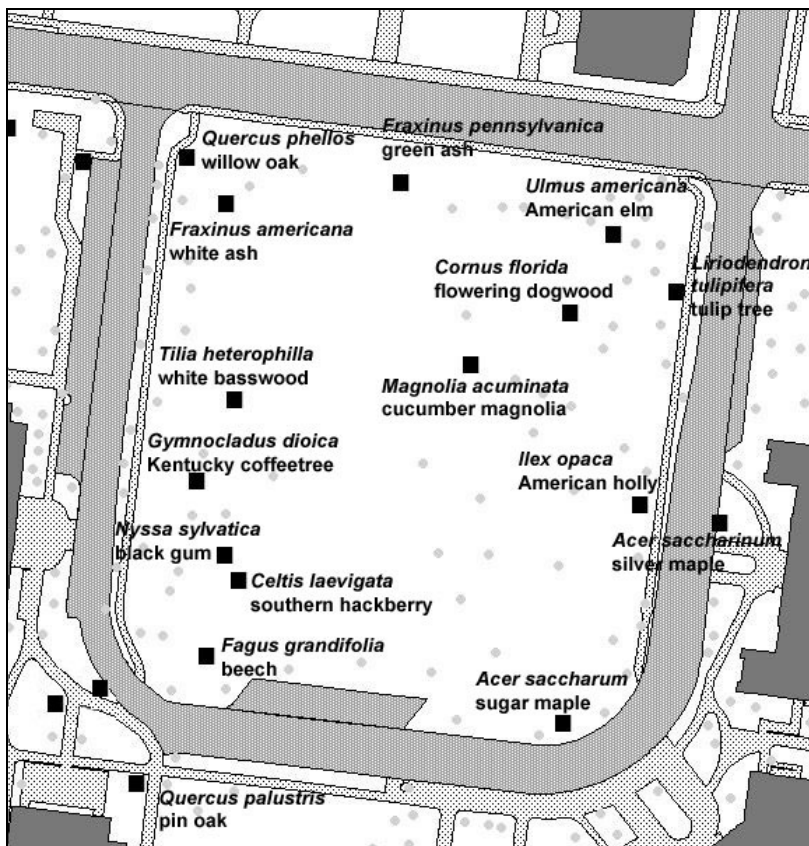 Quercus phellos
willow oak
Fraxinus pennsylvanica
green ash
Fraxinus americana
white ash
Ulmus americana
American elm
Cornus florida
flowering dogwood
Liriodendron
tulipifera
tulip tree
Tilia heterophilla
white basswood
Magnolia acuminata
cucumber magnolia
Gymnocladus dioica
Kentucky coffeetree
Ilex opaca
American holly
Nyssa sylvatica
black gum
Acer saccharinum
silver maple
Celtis laevigata
southern hackberry
Fagus grandifolia
beech
Acer saccharum
sugar maple
Quercus palustris
pin oak